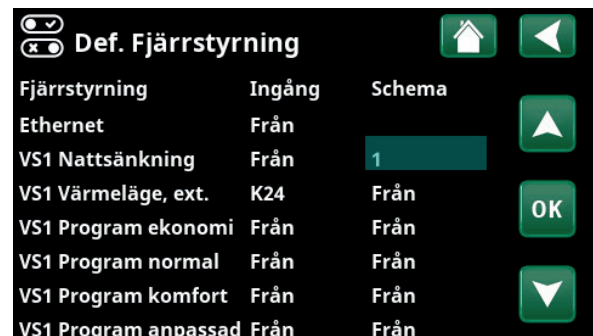 Def. Fjärrstyrning
Fjärrstyrning Ingång Schema
Ethernet Från
VS1 Nattsänkning Från 1
VS1 Värmeläge, ext. K24 Från
OK
VS1 Program ekonomi Från Från
VS1 Program normal Från Från
VS1 Program komfort Från Från
VS1 Program anpassad Från Från